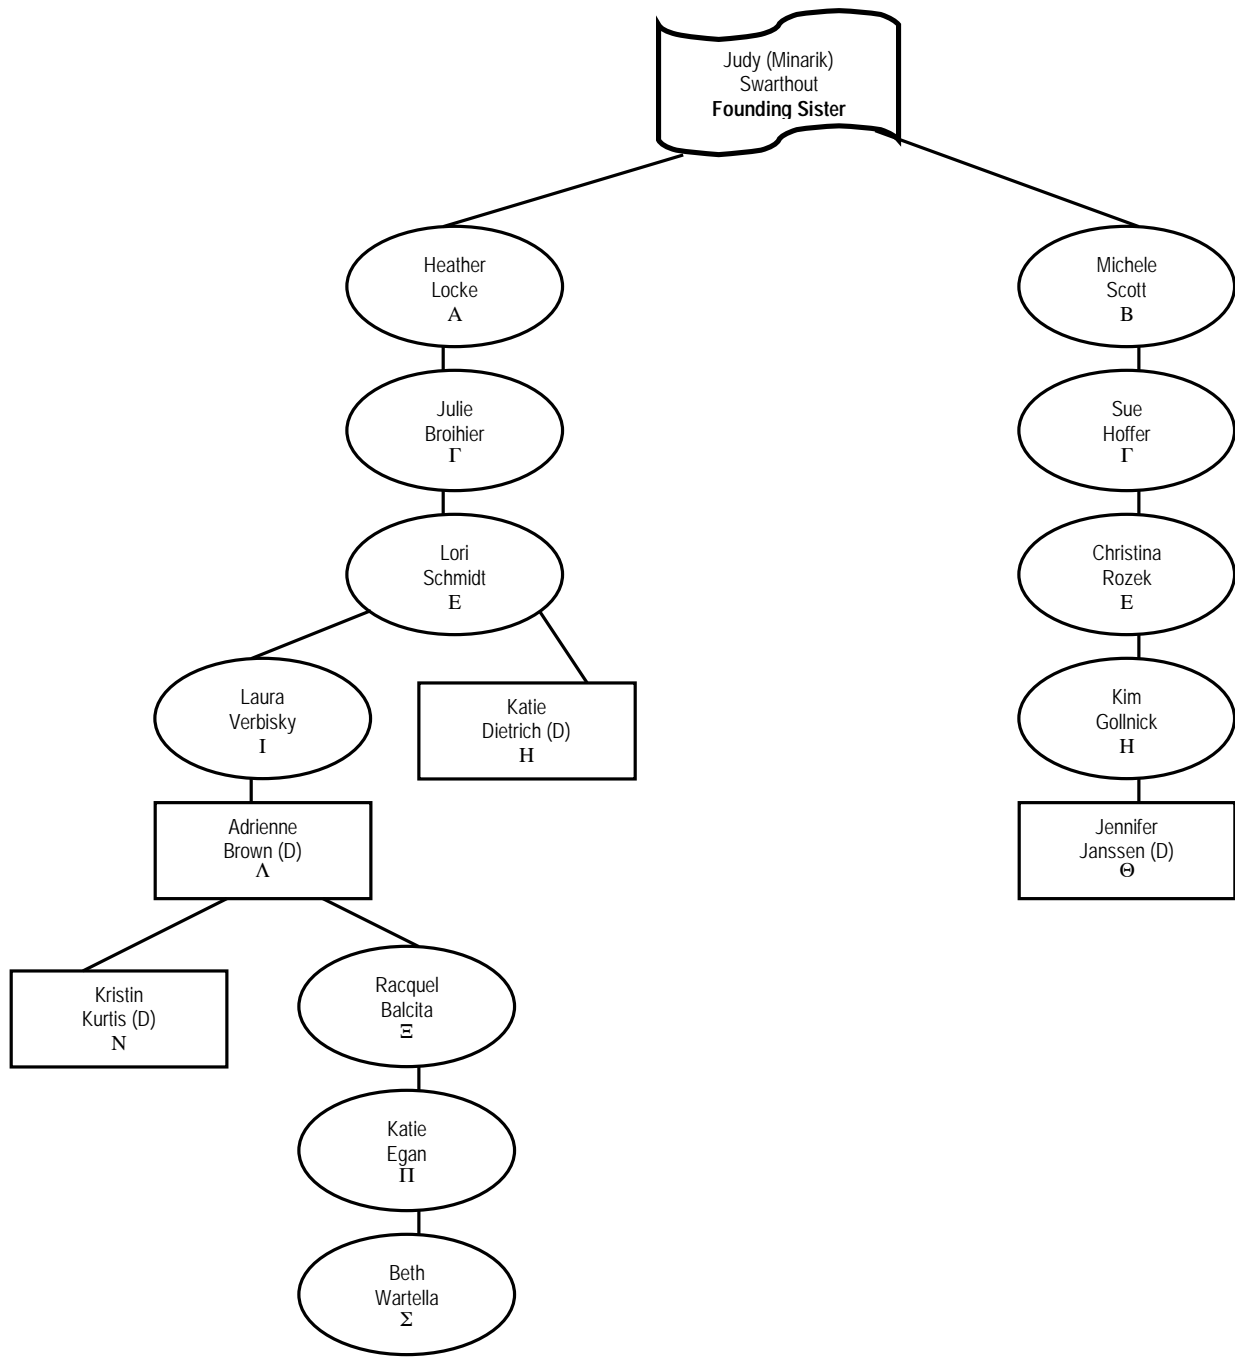 Judy (Minarik)
Swarthout
Founding Sister
Heather
Locke
Α
Michele
Scott
Β
Julie
Broihier
Γ
Sue
Hoffer
Γ
Lori
Schmidt
Ε
Christina
Rozek
Ε
Laura
Verbisky
Ι
Katie
Dietrich (D)
Η
Kim
Gollnick
Η
Adrienne
Brown (D)
Λ
Jennifer
Janssen (D)
Θ
Kristin
Kurtis (D)
Ν
Racquel
Balcita
Ξ
Katie
Egan
Π
Beth
Wartella
Σ